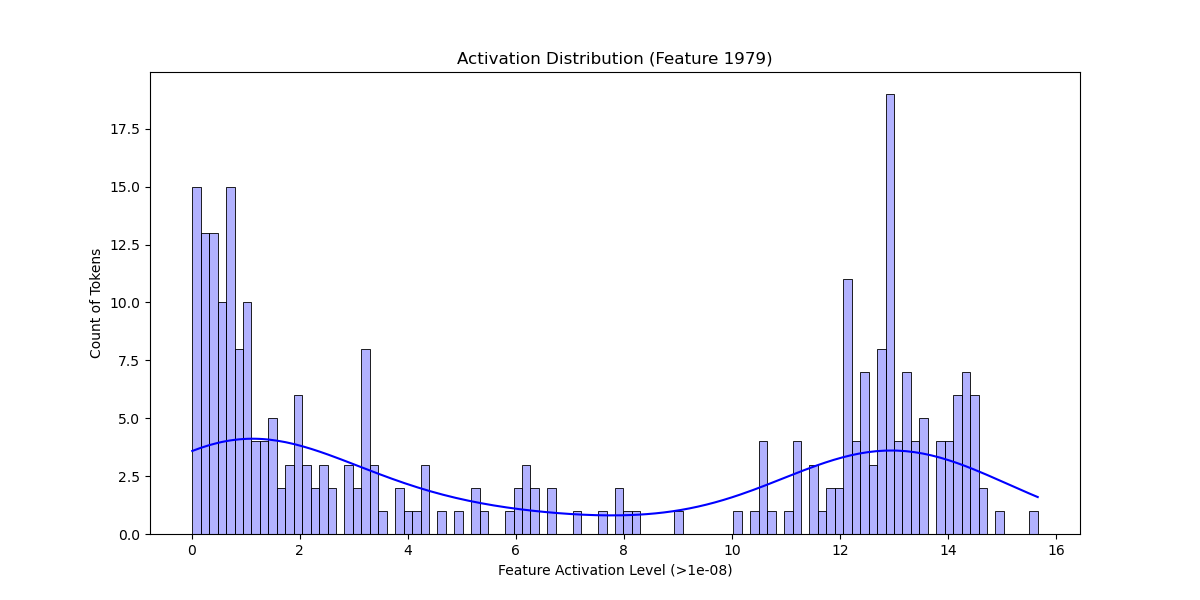 Activation Distribution (Feature 1979)
17.5
15.0
12.5
10.0
7.5
5.0
2.5
0.0
Count of Tokens
0 2 4 6 8 10 12 14 16
Feature Activation Level (>1e-08)